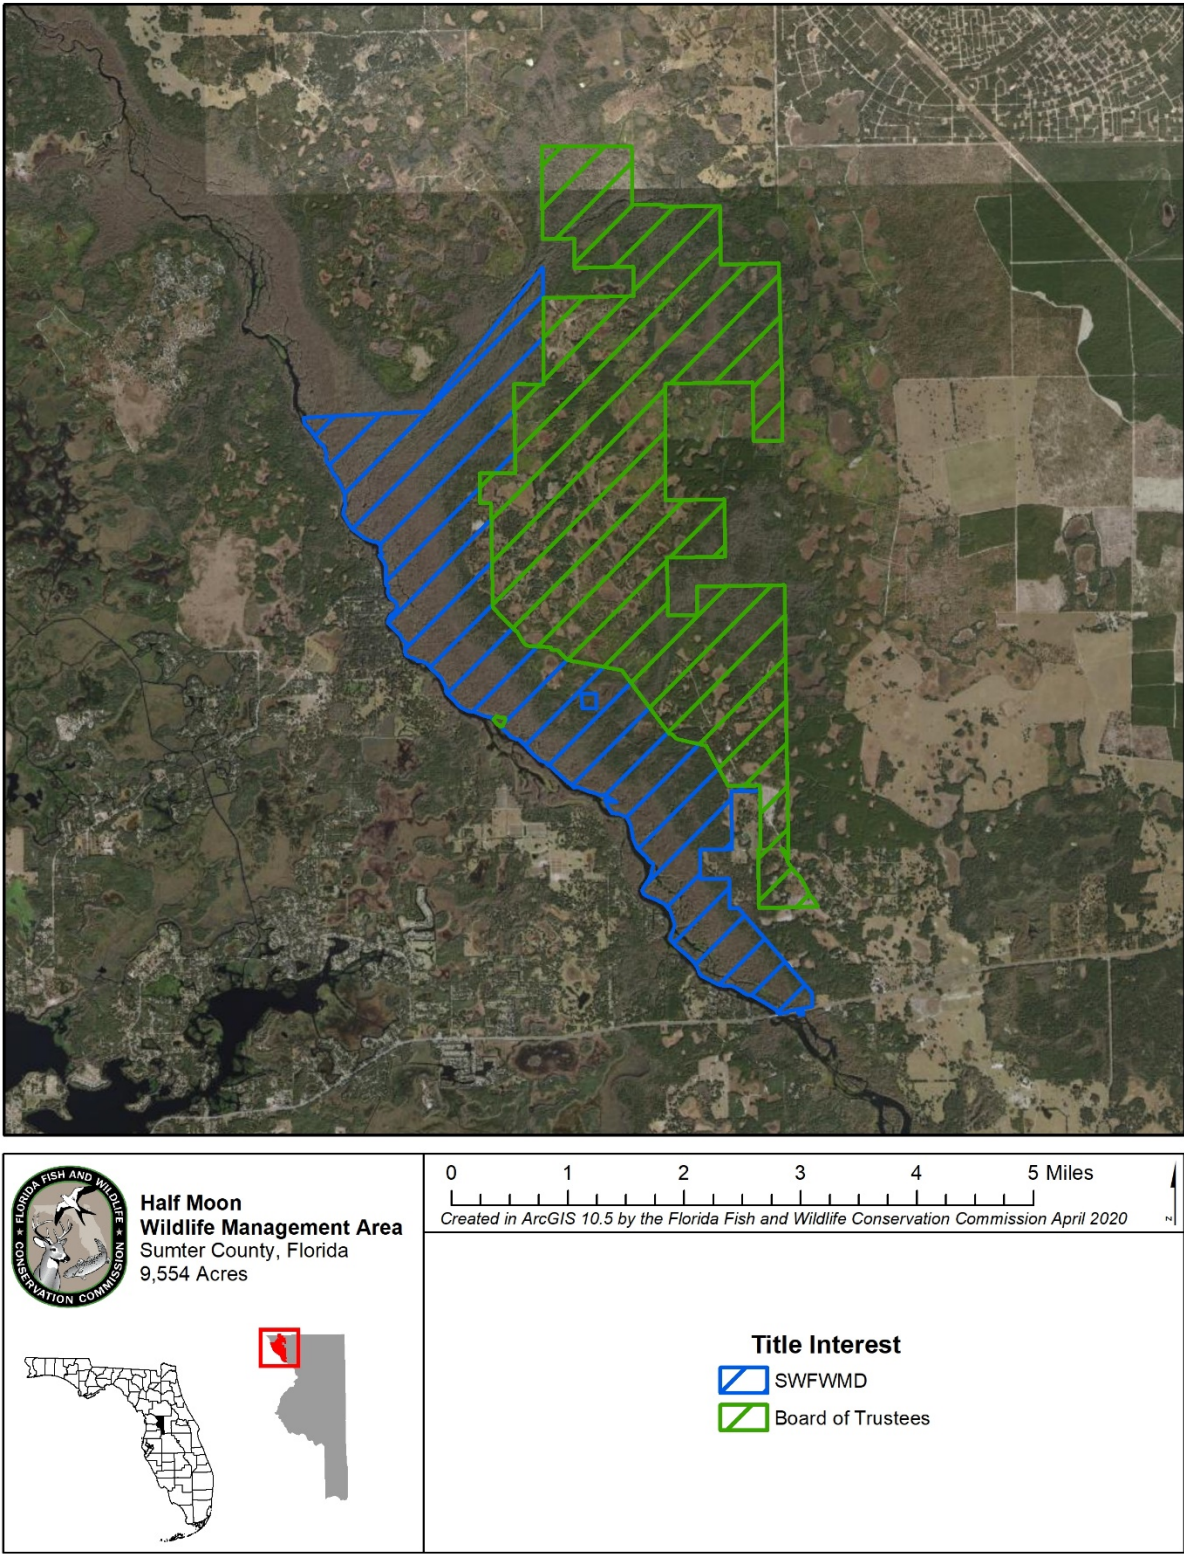 FLORIDA FISH AND WILDLIFE
CONSERVATION COMMISSION
Half Moon
Wildlife Management Area
Sumter County, Florida
9,554 Acres
0 1 2 3 4 5 Miles
Created in ArcGIS 10.5 by the Florida Fish and Wildlife Conservation Commission April 2020
N
Title Interest
SWFWMD
Board of Trustees